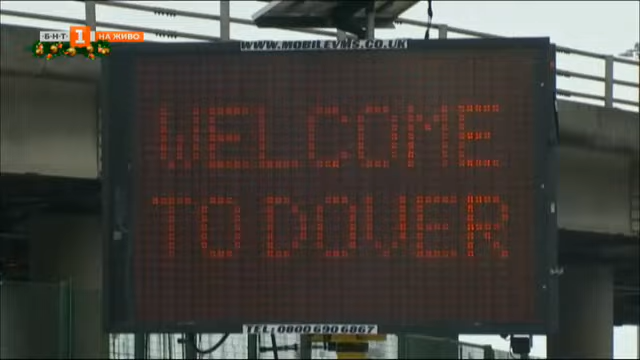 БНТ 1 НА ЖИВО
WWW.MOBILEVMS.CO.UK
WELCOME
TO DOVER
TEL: 0800 690 6867